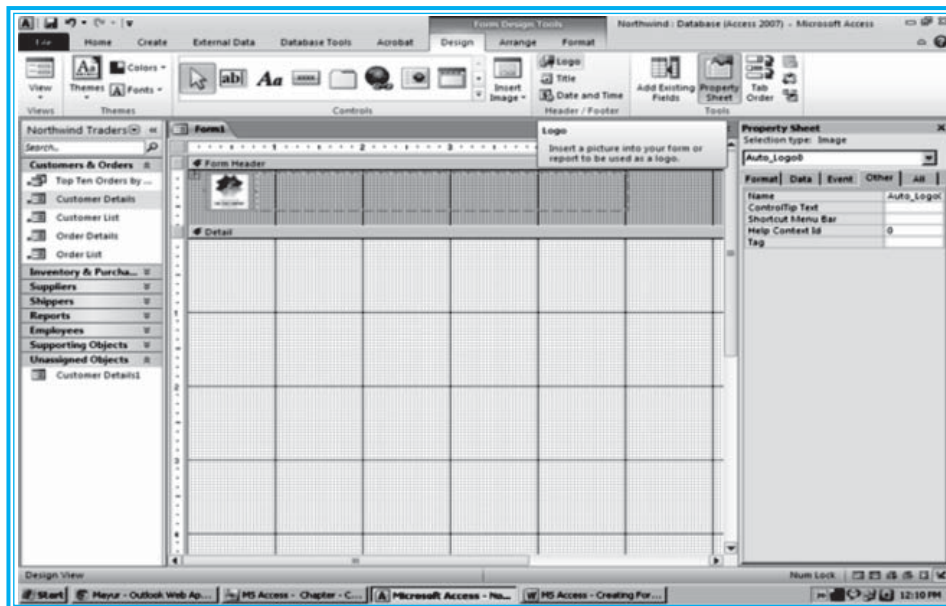 Form Design Tools
Northwind : Database (Access 2007) - Microsoft Access
File Home Create External Data Database Tools Acrobat Design Arrange Format
View
Themes
Colors
Fonts
Insert Image
Logo
Title
Date and Time
Add Existing Fields
Property Sheet
Tab Order
Views Themes Controls Header / Footer Tools
Logo
Insert a picture into your form or
report to be used as a logo.
Northwind Traders
Search..
Customers & Orders
Top Ten Orders by ...
Customer Details
Customer List
Order Details
Order List
Inventory & Purcha...
Suppliers
Shippers
Reports
Employees
Supporting Objects
Unassigned Objects
Customer Details1
Form1
1 2 3
Form Header
Detail
1
2
3
4
Property Sheet
Selection type: Image
Auto_Logo0
Format Data Event Other All
Name Auto_Logo0
ControlTip Text
Shortcut Menu Bar
Help Context Id 0
Tag
Design View
Num Lock
Start Mayur - Outlook Web Ap... MS Access - Chapter - C... Microsoft Access - No... MS Access - Creating For... 12:10 PM